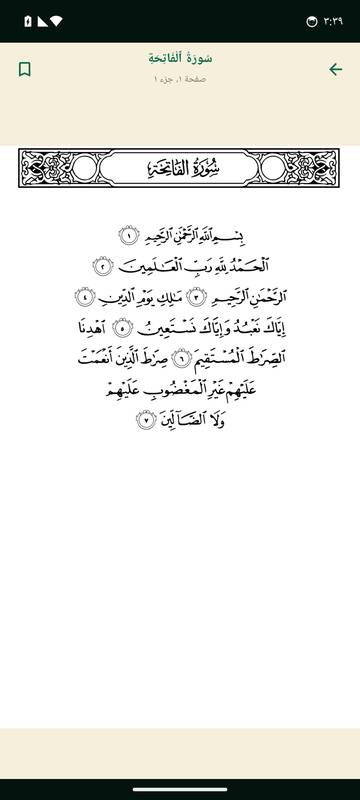 ٣:٣٩
سُورَةُ ٱلْفَاتِحَةِ
صفحة ١، جزء ١
سُورَةُ الفَاتِحَةِ
بِسْمِ ٱللَّهِ ٱلرَّحْمَٰنِ ٱلرَّحِيمِ ١
ٱلْحَمْدُ لِلَّهِ رَبِّ ٱلْعَٰلَمِينَ ٢
ٱلرَّحْمَٰنِ ٱلرَّحِيمِ ٣ مَٰلِكِ يَوْمِ ٱلدِّينِ ٤
إِيَّاكَ نَعْبُدُ وَإِيَّاكَ نَسْتَعِينُ ٥ ٱهْدِنَا
ٱلصِّرَٰطَ ٱلْمُسْتَقِيمَ ٦ صِرَٰطَ ٱلَّذِينَ أَنْعَمْتَ
عَلَيْهِمْ غَيْرِ ٱلْمَغْضُوبِ عَلَيْهِمْ
وَلَا ٱلضَّآلِّينَ ٧